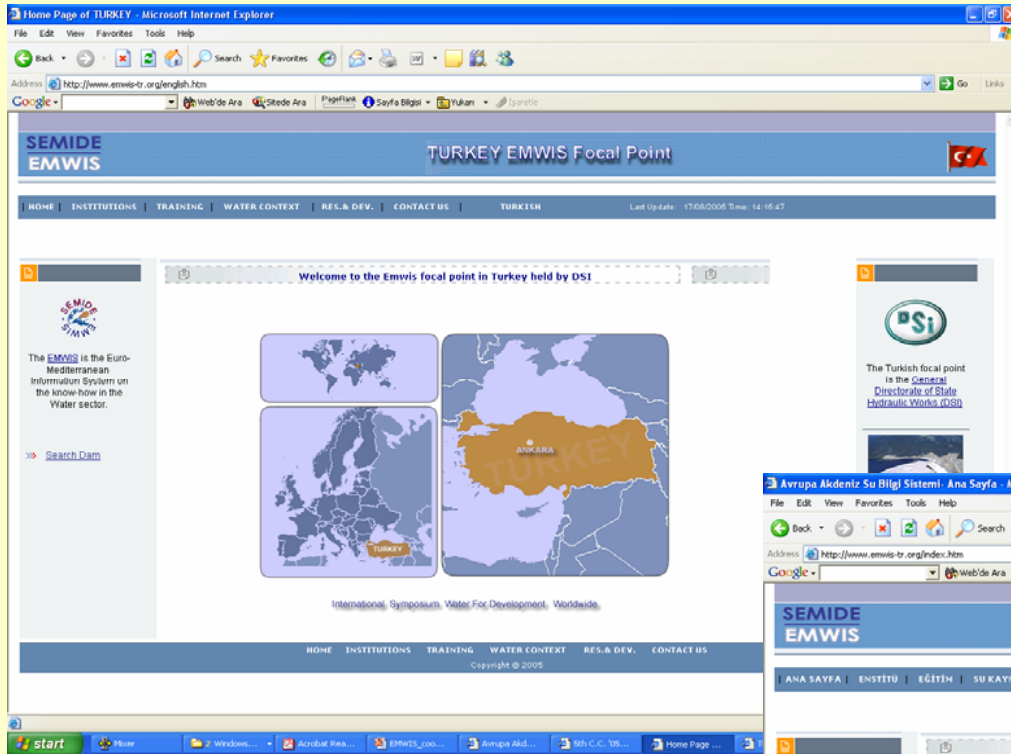 Home Page of TURKEY - Microsoft Internet Explorer
File Edit View Favorites Tools Help
Back Search Favorites
Address http://www.emwis-tr.org/english.htm Go Links
Google Web'de Ara Sitede Ara PageRank Sayfa Bilgisi Yukarı İşaretle
SEMIDE
EMWIS
TURKEY EMWIS Focal Point
| HOME | INSTITUTIONS | TRAINING | WATER CONTEXT | RES.& DEV. | CONTACT US | TURKISH Last Update: 17/08/2005 Time: 14:16:47
Welcome to the Emwis focal point in Turkey held by DSI
SEMIDE
The EMWIS is the Euro-
Mediterranean
Information System on
the know-how in the
Water sector.
Search Dam
TURKEY
ANKARA
TURKEY
International Symposium Water For Development Worldwide
DSi
The Turkish focal point
is the General
Directorate of State
Hydraulic Works (DSI)
HOME INSTITUTIONS TRAINING WATER CONTEXT RES.& DEV. CONTACT US
Copyright @ 2005
Avrupa Akdeniz Su Bilgi Sistemi- Ana Sayfa - M
File Edit View Favorites Tools Help
Back Search
Address http://www.emwis-tr.org/index.htm
Google Web'de Ara
SEMIDE
EMWIS
| ANA SAYFA | ENSTİTÜ | EĞİTİM | SU KAYN
start Mixer 2 Windows... Acrobat Rea... EMWIS_coo... Avrupa Akd... 5th C.C. '05... Home Page ...